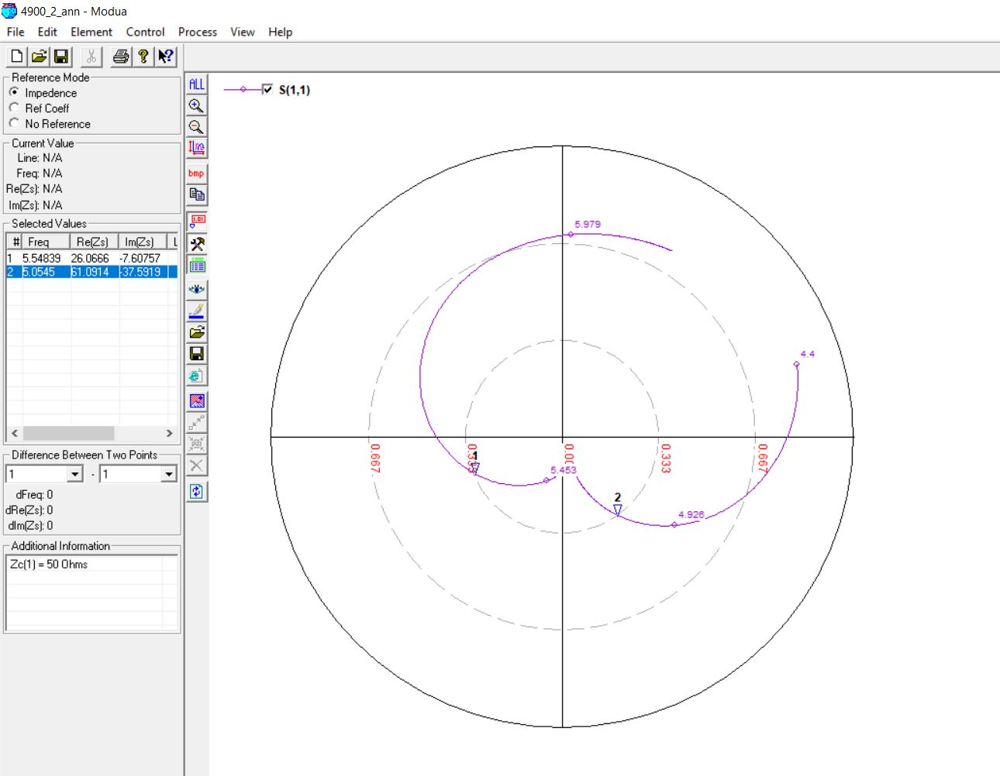 4900_2_ann - Modua
File Edit Element Control Process View Help
Reference Mode
Impedence
Ref Coeff
No Reference
Current Value
Line: N/A
Freq: N/A
Re(Zs): N/A
Im(Zs): N/A
Selected Values
# Freq Re(Zs) Im(Zs) L
1 5.54839 26.0666 -7.60757
2 5.0545 61.0914 -37.5919
Difference Between Two Points
1 - 1
dFreq: 0
dRe(Zs): 0
dIm(Zs): 0
Additional Information
Zc(1) = 50 Ohms
ALL
bmp
1.01
S(1,1)
5.979
4.4
0.667
1
0.00
0.333
0.667
5.453
2
4.926